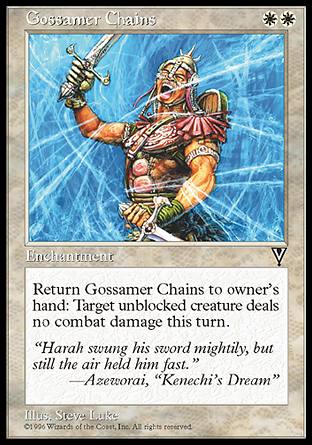 Gossamer Chains
Enchantment
Return Gossamer Chains to owner's
hand: Target unblocked creature deals
no combat damage this turn.
“Harah swung his sword mightily, but
still the air held him fast.”
—Azeworai, “Kenechi's Dream”
Illus. Steve Luke
©1996 Wizards of the Coast, Inc. All rights reserved.